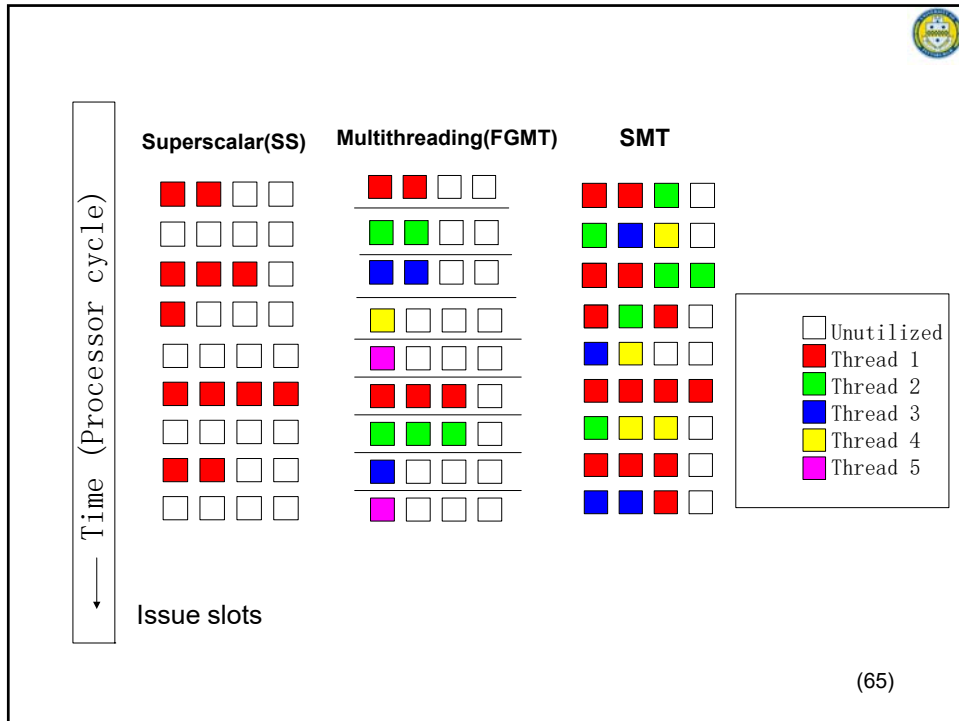 Superscalar(SS)
Multithreading(FGMT)
SMT
Time (Processor cycle)
Unutilized
Thread 1
Thread 2
Thread 3
Thread 4
Thread 5
Issue slots
(65)